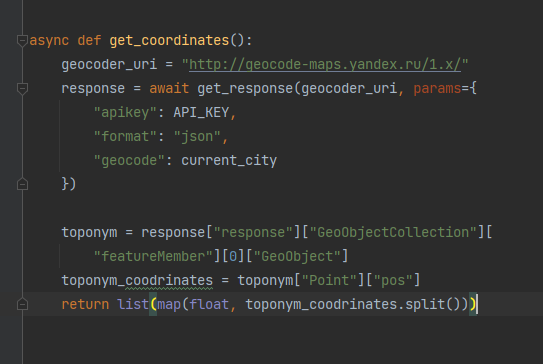 async def get_coordinates():
    geocoder_uri = "http://geocode-maps.yandex.ru/1.x/"
    response = await get_response(geocoder_uri, params={
        "apikey": API_KEY,
        "format": "json",
        "geocode": current_city
    })
    toponym = response["response"]["GeoObjectCollection"][
        "featureMember"][0]["GeoObject"]
    toponym_coodrinates = toponym["Point"]["pos"]
    return list(map(float, toponym_coodrinates.split()))